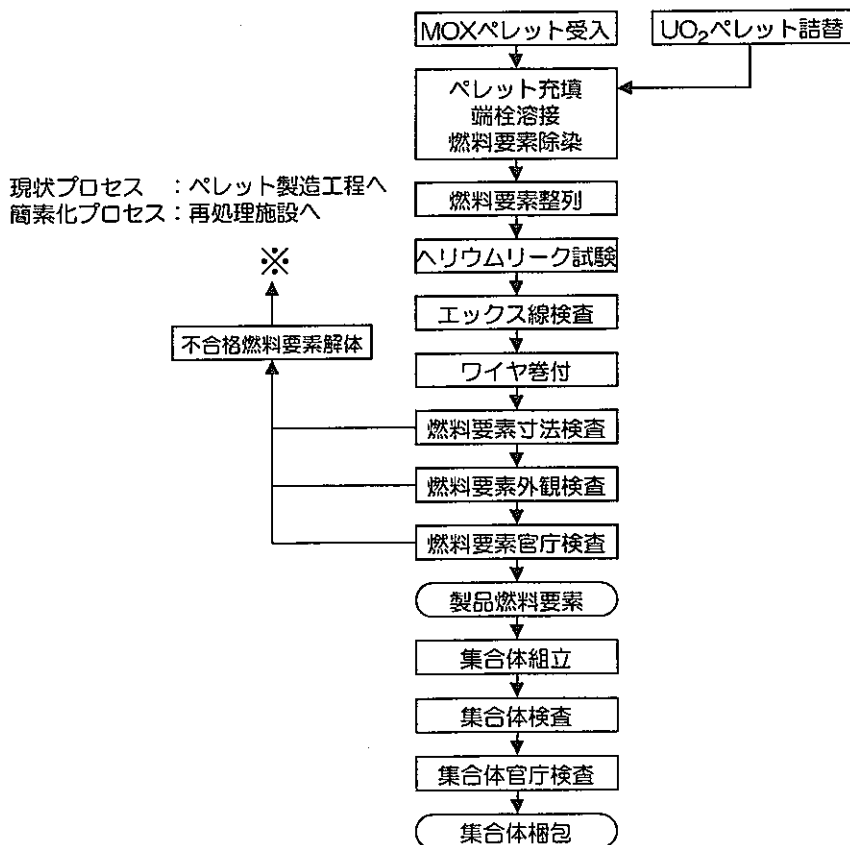 MOXペレット受入
UO₂ペレット詰替
ペレット充填
端栓溶接
燃料要素除染
現状プロセス　：ペレット製造工程へ
簡素化プロセス：再処理施設へ
燃料要素整列
※
ヘリウムリーク試験
エックス線検査
不合格燃料要素解体
ワイヤ巻付
燃料要素寸法検査
燃料要素外観検査
燃料要素官庁検査
製品燃料要素
集合体組立
集合体検査
集合体官庁検査
集合体梱包